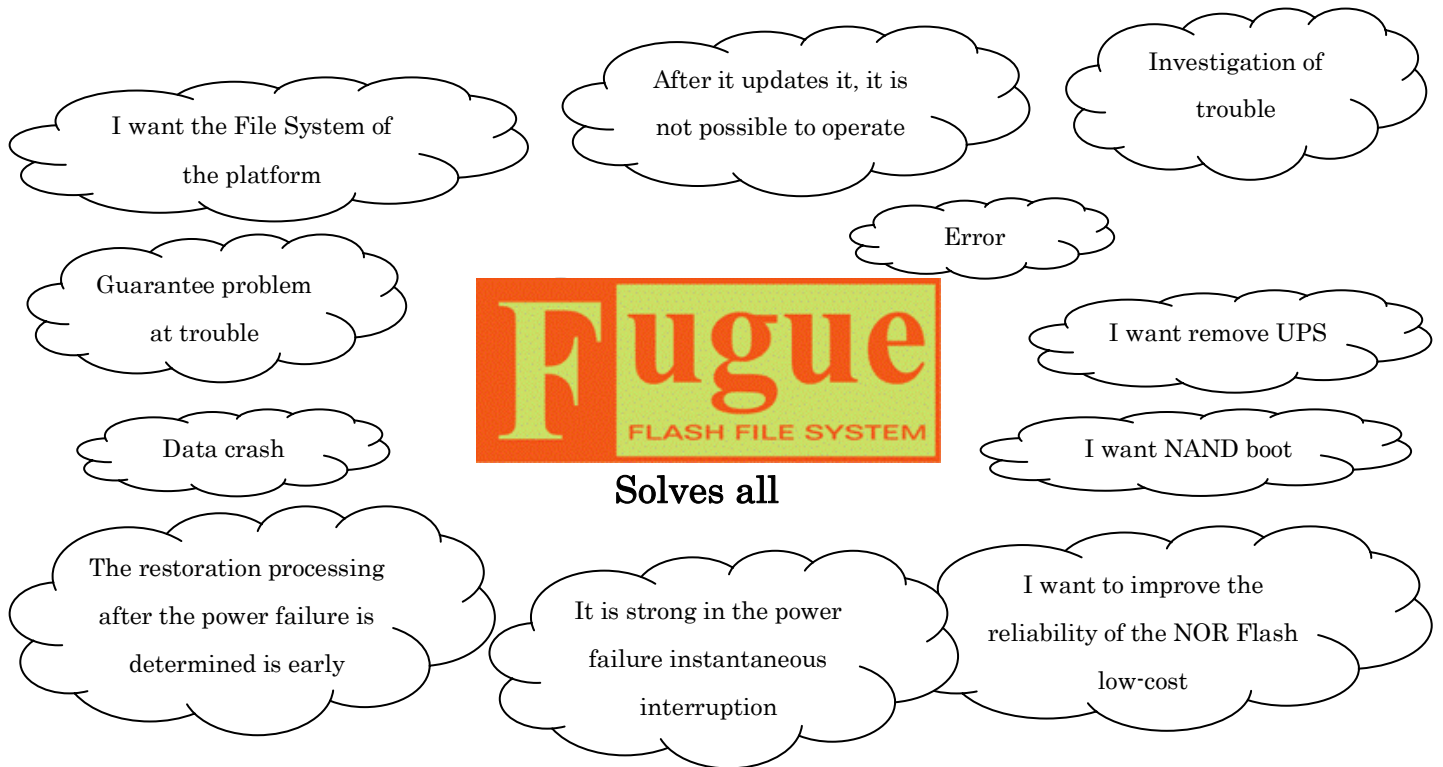 I want the File System of
the platform
After it updates it, it is
not possible to operate
Investigation of
trouble
Error
Guarantee problem
at trouble
Fugue
FLASH FILE SYSTEM
Solves all
I want remove UPS
Data crash
I want NAND boot
The restoration processing
after the power failure is
determined is early
It is strong in the power
failure instantaneous
interruption
I want to improve the
reliability of the NOR Flash
low-cost